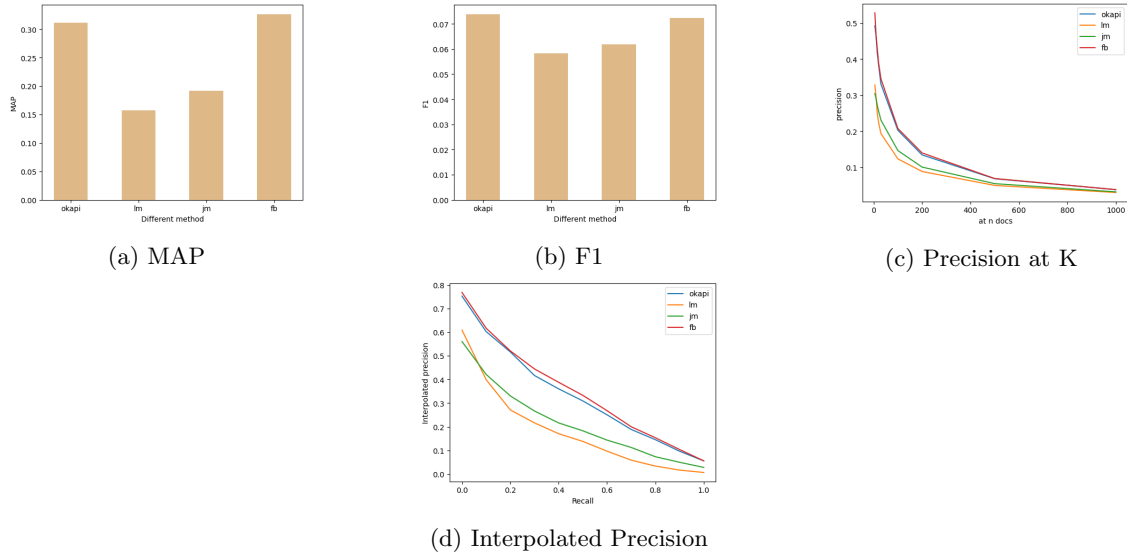 0.30
0.25
0.20
0.15
0.10
0.05
0.00
MAP
okapi lm jm fb
Different method
(a) MAP
0.07
0.06
0.05
0.04
0.03
0.02
0.01
0.00
F1
okapi lm jm fb
Different method
(b) F1
okapi
lm
jm
fb
0.5
0.4
0.3
0.2
0.1
precision
0 200 400 600 800 1000
at n docs
(c) Precision at K
okapi
lm
jm
fb
0.8
0.7
0.6
0.5
0.4
0.3
0.2
0.1
0.0
Interpolated precision
0.0 0.2 0.4 0.6 0.8 1.0
Recall
(d) Interpolated Precision